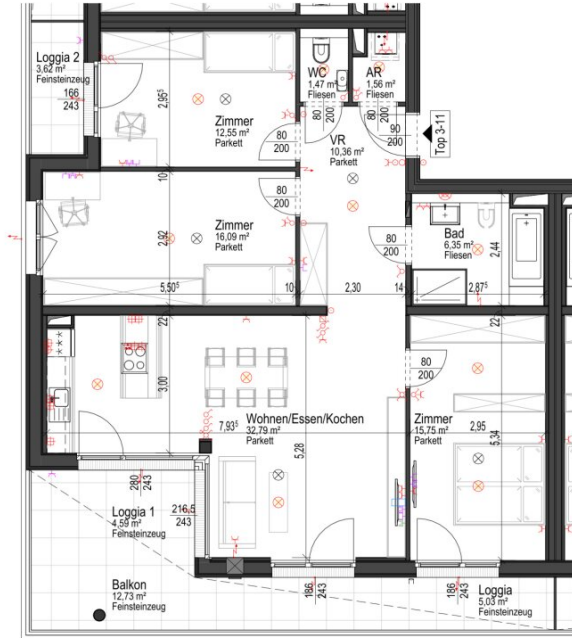 Loggia 2
3,62 m²
Feinsteinzeug
166
243
2,95⁵
Zimmer
12,55 m²
Parkett
80
200
WC
1,47 m²
Fliesen
80
200
AR
1,56 m²
Fliesen
80
200
90
200
Top 3-11
VR
10,36 m²
Parkett
10
2,92
Zimmer
16,09 m²
Parkett
80
200
5,50⁵
10
2,30
14
80
200
Bad
6,35 m²
Fliesen
2,44
2,87⁵
22
3,00
7,93⁵
Wohnen/Essen/Kochen
32,79 m²
Parkett
5,28
80
200
22
Zimmer
15,75 m²
Parkett
2,95
5,34
280
243
216,5
243
Loggia 1
4,59 m²
Feinsteinzeug
Balkon
12,73 m²
Feinsteinzeug
186
243
186
243
Loggia
5,03 m²
Feinsteinzeug